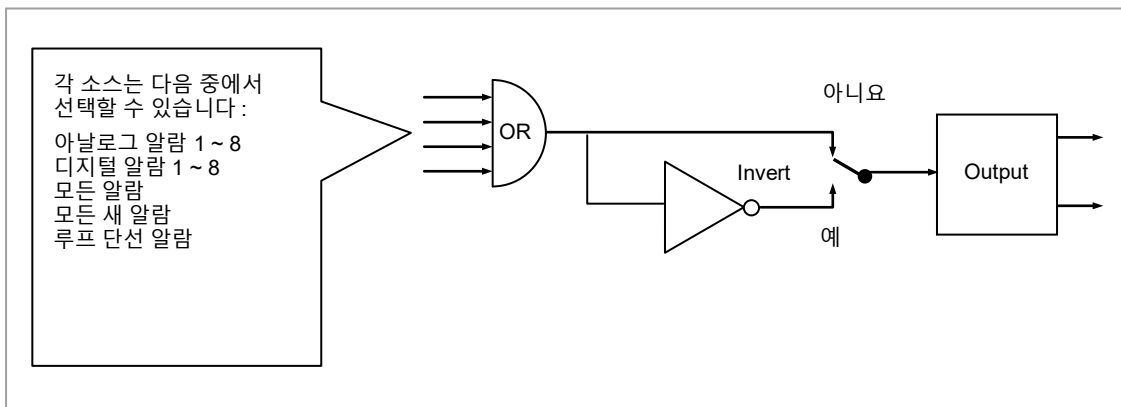 각 소스는 다음 중에서
선택할 수 있습니다 :
아날로그 알람 1 ~ 8
디지털 알람 1 ~ 8
모든 알람
모든 새 알람
루프 단선 알람
OR
아니요
Invert
예
Output